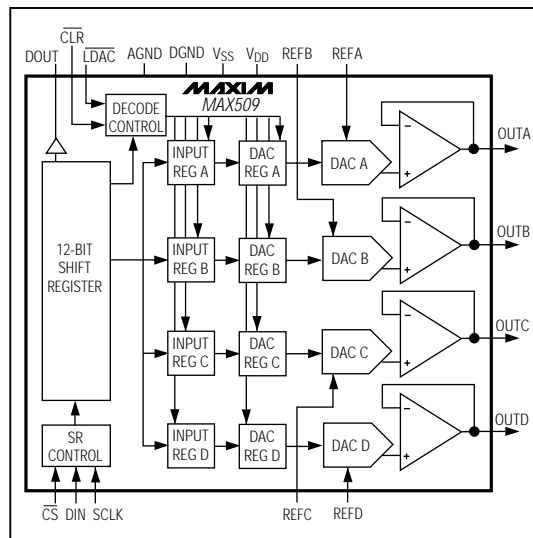 CLR
DOUT LDAC AGND DGND VSS VDD REFB REFA
MAXIM
MAX509
DECODE
CONTROL
INPUT
REG A
DAC
REG A
DAC A
OUTA
12-BIT
SHIFT
REGISTER
INPUT
REG B
DAC
REG B
DAC B
OUTB
INPUT
REG C
DAC
REG C
DAC C
OUTC
SR
CONTROL
INPUT
REG D
DAC
REG D
DAC D
OUTD
CS DIN SCLK REFC REFD